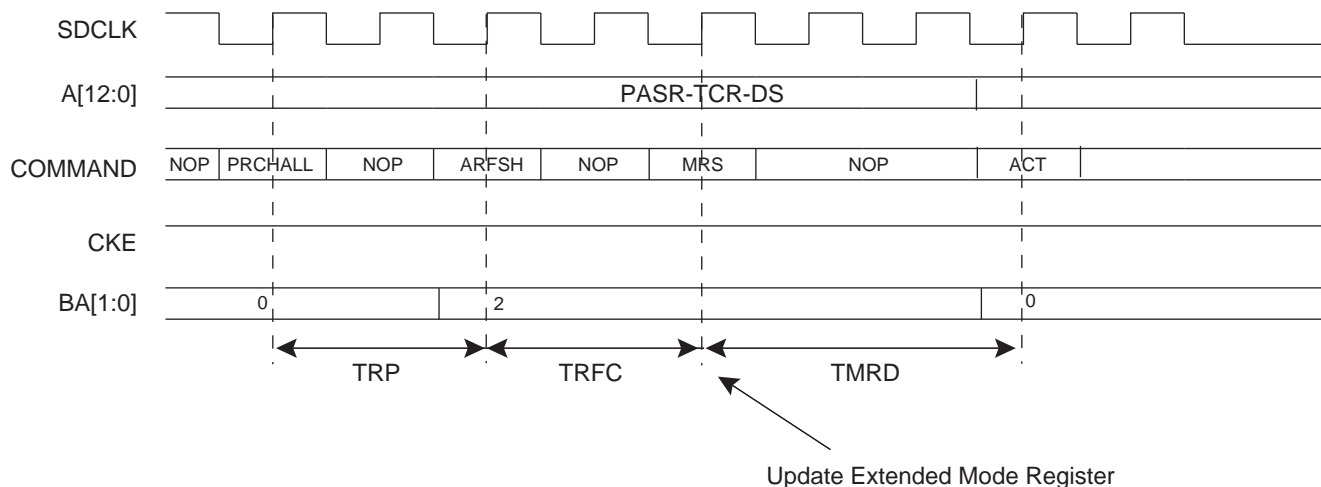 SDCLK
A[12:0]
PASR-TCR-DS
COMMAND
NOP PRCHALL NOP ARFSH NOP MRS NOP ACT
CKE
BA[1:0]
0 2 0
TRP TRFC TMRD
Update Extended Mode Register